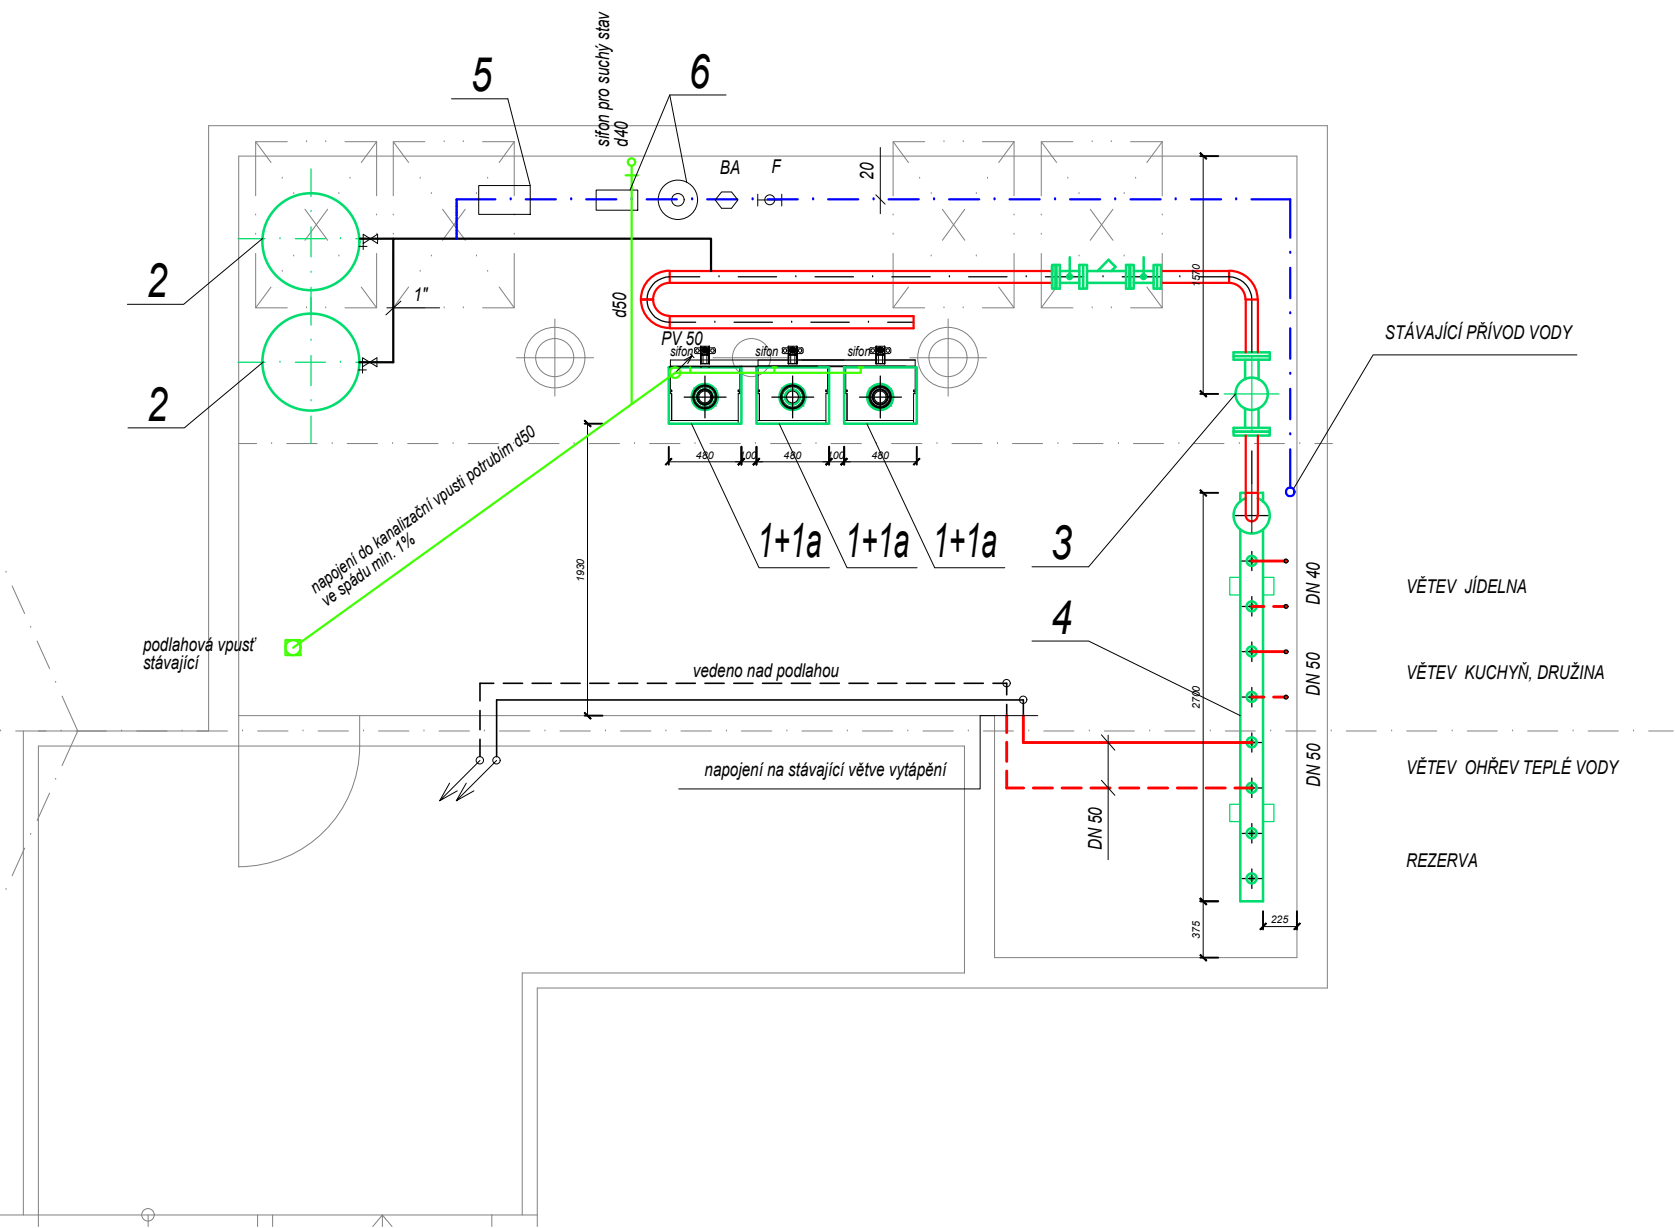 5
sifon pro suchý stav
d40
6
BA
F
20
2
1"
d50
1570
STÁVAJÍCÍ PŘÍVOD VODY
PV 50
sifon
sifon
sifon
2
480
100
480
100
480
napojení do kanalizační vpusti potrubím d50
ve spádu min. 1%
1+1a
1+1a
1+1a
3
1930
DN 40
VĚTEV JÍDELNA
4
podlahová vpusť
stávající
vedeno nad podlahou
DN 50
VĚTEV KUCHYŇ, DRUŽINA
2700
napojení na stávající větve vytápění
DN 50
VĚTEV OHŘEV TEPLÉ VODY
DN 50
REZERVA
375
225